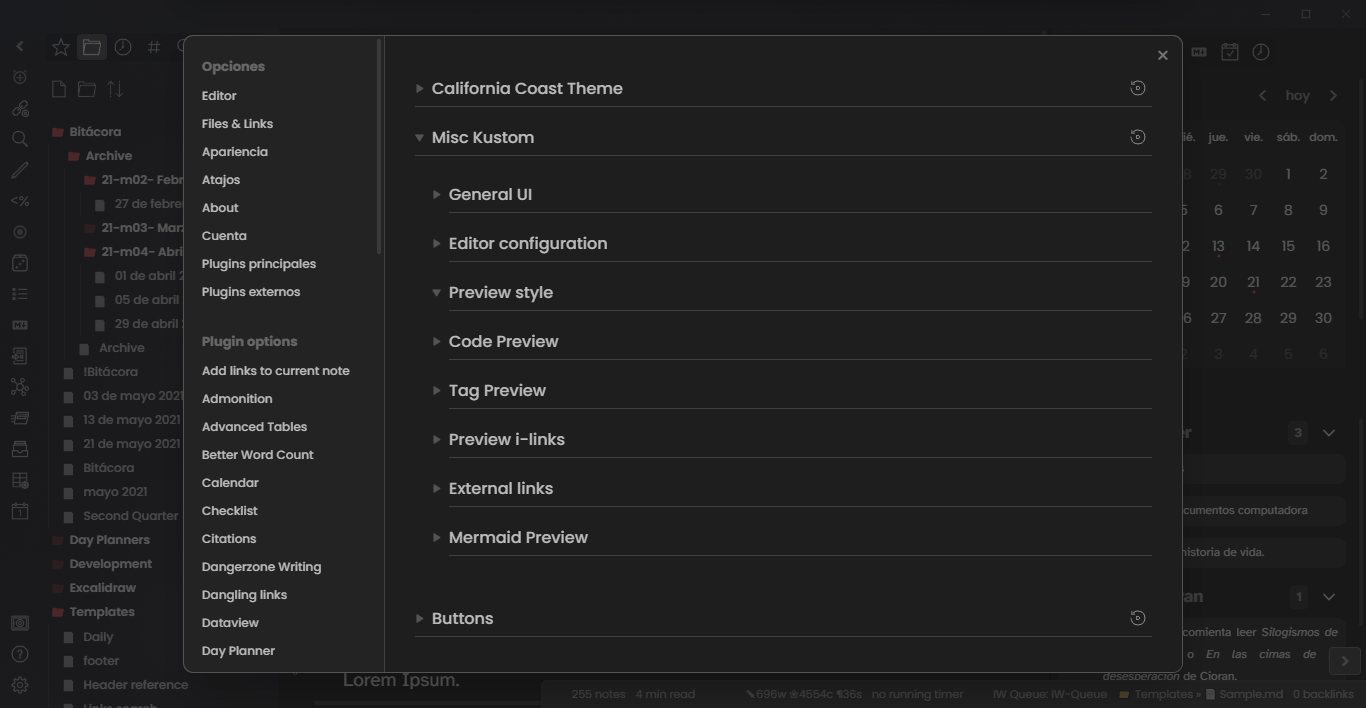 Bitácora
Archive
21-m02- Febr
27 de febre
21-m03- Marz
21-m04- Abri
01 de abril 2
05 de abril
29 de abril
Archive
!Bitácora
03 de mayo 2021
13 de mayo 2021
21 de mayo 2021
Bitácora
mayo 2021
Second Quarter
Day Planners
Development
Excalidraw
Templates
Daily
footer
Header reference
Links search
Opciones
Editor
Files & Links
Apariencia
Atajos
About
Cuenta
Plugins principales
Plugins externos
Plugin options
Add links to current note
Admonition
Advanced Tables
Better Word Count
Calendar
Checklist
Citations
Dangerzone Writing
Dangling links
Dataview
Day Planner
California Coast Theme
Misc Kustom
General UI
Editor configuration
Preview style
Code Preview
Tag Preview
Preview i-links
External links
Mermaid Preview
Buttons
hoy
ié. jue. vie. sáb. dom.
8 29 30 1 2
5 6 7 8 9
2 13 14 15 16
9 20 21 22 23
6 27 28 29 30
2 3 4 5 6
er 3
s
cumentos computadora
historia de vida.
an 1
comienta leer Silogismos de
o En las cimas de
desesperación de Cioran.
Lorem Ipsum.
255 notes 4 min read 696w 4554c ¶36s no running timer IW Queue: IW-Queue Templates Sample.md 0 backlinks